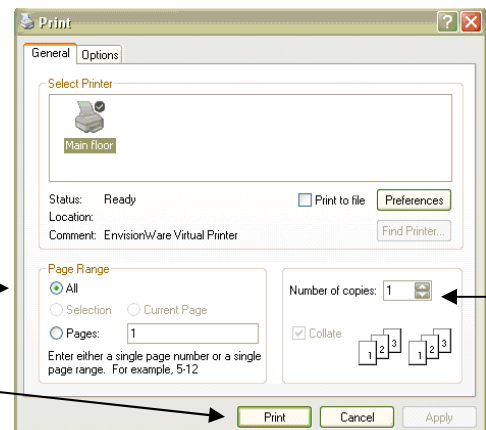 Print
General Options
Select Printer
Main floor
Status: Ready
Print to file Preferences
Location:
Comment: EnvisionWare Virtual Printer
Find Printer...
Page Range
All
Selection Current Page
Pages: 1
Enter either a single page number or a single
page range. For example, 5-12
Number of copies: 1
Collate
1 2 3 1 2 3
Print Cancel Apply